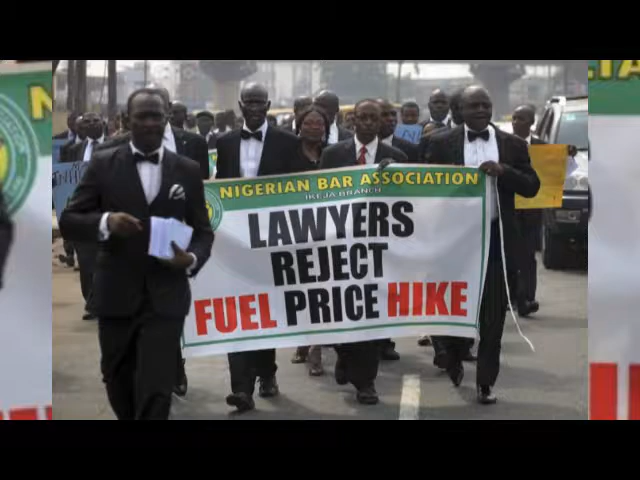 NIGERIAN BAR ASSOCIATION
IKEJA BRANCH
LAWYERS
REJECT
FUEL PRICE HIKE